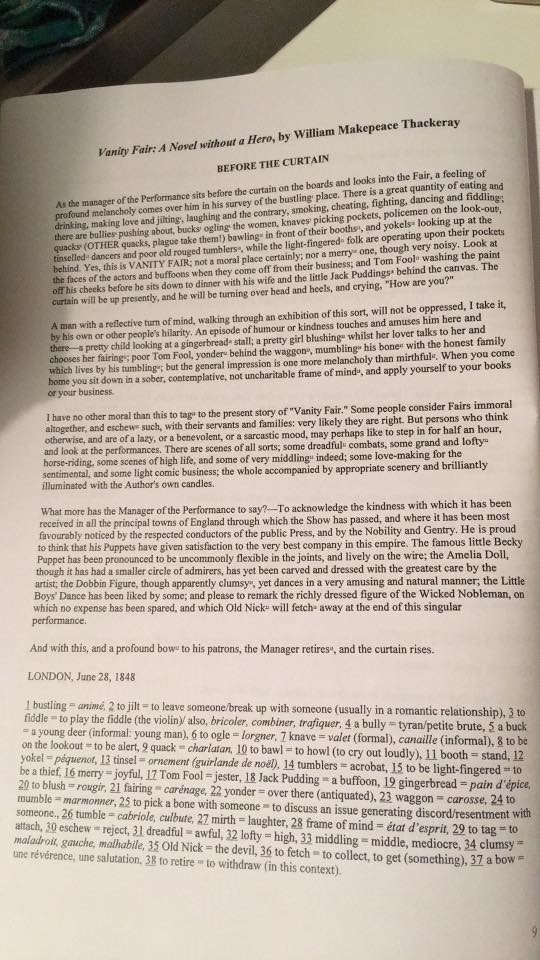 Vanity Fair: A Novel without a Hero, by William Makepeace Thackeray
BEFORE THE CURTAIN
As the manager of the Performance sits before the curtain on the boards and looks into the Fair, a feeling of
profound melancholy comes over him in his survey of the bustling place. There is a great quantity of eating and
drinking, making love and jilting, laughing and the contrary, smoking, cheating, fighting, dancing and fiddling;
there are bullies pushing about, bucks ogling the women, knaves picking pockets, policemen on the look-out,
quacks (OTHER quacks, plague take them!) bawling in front of their booths, and yokels looking up at the
tinselled dancers and poor old rouged tumblers, while the light-fingered folk are operating upon their pockets
behind. Yes, this is VANITY FAIR; not a moral place certainly; nor a merry one, though very noisy. Look at
the faces of the actors and buffoons when they come off from their business; and Tom Fool washing the paint
off his cheeks before he sits down to dinner with his wife and the little Jack Puddings behind the canvas. The
curtain will be up presently, and he will be turning over head and heels, and crying, "How are you?"
A man with a reflective turn of mind, walking through an exhibition of this sort, will not be oppressed, I take it,
by his own or other people's hilarity. An episode of humour or kindness touches and amuses him here and
there—a pretty child looking at a gingerbread stall; a pretty girl blushing whilst her lover talks to her and
chooses her fairing; poor Tom Fool, yonder behind the waggon, mumbling his bone with the honest family
which lives by his tumbling; but the general impression is one more melancholy than mirthful. When you come
home you sit down in a sober, contemplative, not uncharitable frame of mind, and apply yourself to your books
or your business.
I have no other moral than this to tag to the present story of "Vanity Fair." Some people consider Fairs immoral
altogether, and eschew such, with their servants and families: very likely they are right. But persons who think
otherwise, and are of a lazy, or a benevolent, or a sarcastic mood, may perhaps like to step in for half an hour,
and look at the performances. There are scenes of all sorts; some dreadful combats, some grand and lofty
horse-riding, some scenes of high life, and some of very middling indeed; some love-making for the
sentimental, and some light comic business; the whole accompanied by appropriate scenery and brilliantly
illuminated with the Author's own candles.
What more has the Manager of the Performance to say?—To acknowledge the kindness with which it has been
received in all the principal towns of England through which the Show has passed, and where it has been most
favourably noticed by the respected conductors of the public Press, and by the Nobility and Gentry. He is proud
to think that his Puppets have given satisfaction to the very best company in this empire. The famous little Becky
Puppet has been pronounced to be uncommonly flexible in the joints, and lively on the wire; the Amelia Doll,
though it has had a smaller circle of admirers, has yet been carved and dressed with the greatest care by the
artist; the Dobbin Figure, though apparently clumsy, yet dances in a very amusing and natural manner; the Little
Boys' Dance has been liked by some; and please to remark the richly dressed figure of the Wicked Nobleman, on
which no expense has been spared, and which Old Nick will fetch away at the end of this singular
performance.
And with this, and a profound bow to his patrons, the Manager retires, and the curtain rises.
LONDON, June 28, 1848
1 bustling = animé, 2 to jilt = to leave someone/break up with someone (usually in a romantic relationship), 3 to
fiddle = to play the fiddle (the violin)/ also, bricoler, combiner, trafiquer, 4 a bully = tyran/petite brute, 5 a buck
= a young deer (informal: young man), 6 to ogle = lorgner, 7 knave = valet (formal), canaille (informal), 8 to be
on the lookout = to be alert, 9 quack = charlatan, 10 to bawl = to howl (to cry out loudly), 11 booth = stand, 12
yokel = péquenot, 13 tinsel = ornement (guirlande de noël), 14 tumblers = acrobat, 15 to be light-fingered = to
be a thief, 16 merry = joyful, 17 Tom Fool = jester, 18 Jack Pudding = a buffoon, 19 gingerbread = pain d'épice,
20 to blush = rougir, 21 fairing = carénage, 22 yonder = over there (antiquated), 23 waggon = carosse, 24 to
mumble = marmonner, 25 to pick a bone with someone = to discuss an issue generating discord/resentment with
someone., 26 tumble = cabriole, culbute, 27 mirth = laughter, 28 frame of mind = état d'esprit, 29 to tag = to
attach, 30 eschew = reject, 31 dreadful = awful, 32 lofty = high, 33 middling = middle, mediocre, 34 clumsy =
maladroit, gauche, malhabile, 35 Old Nick = the devil, 36 to fetch = to collect, to get (something), 37 a bow =
une révérence, une salutation, 38 to retire = to withdraw (in this context).
9